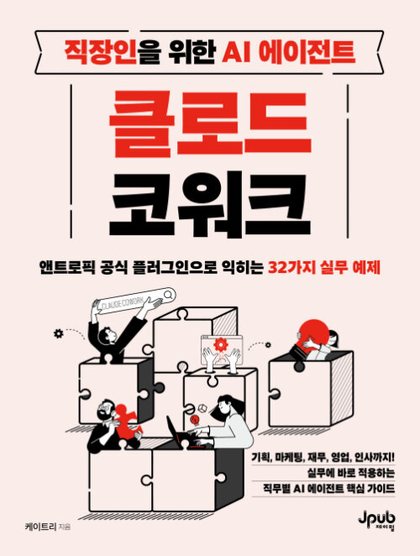 직장인을 위한 AI 에이전트
클로드
코워크
앤트로픽 공식 플러그인으로 익히는 32가지 실무 예제
CLAUDE COWORK
기획, 마케팅, 재무, 영업, 인사까지!
실무에 바로 적용하는
직무별 AI 에이전트 핵심 가이드
케이트리 지음
Jpub
제이펍